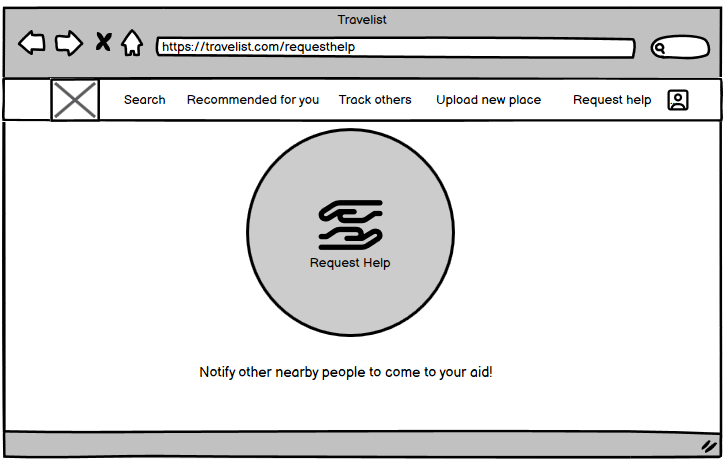 Travelist
https://travelist.com/requesthelp
Search Recommended for you Track others Upload new place Request help
Request Help
Notify other nearby people to come to your aid!